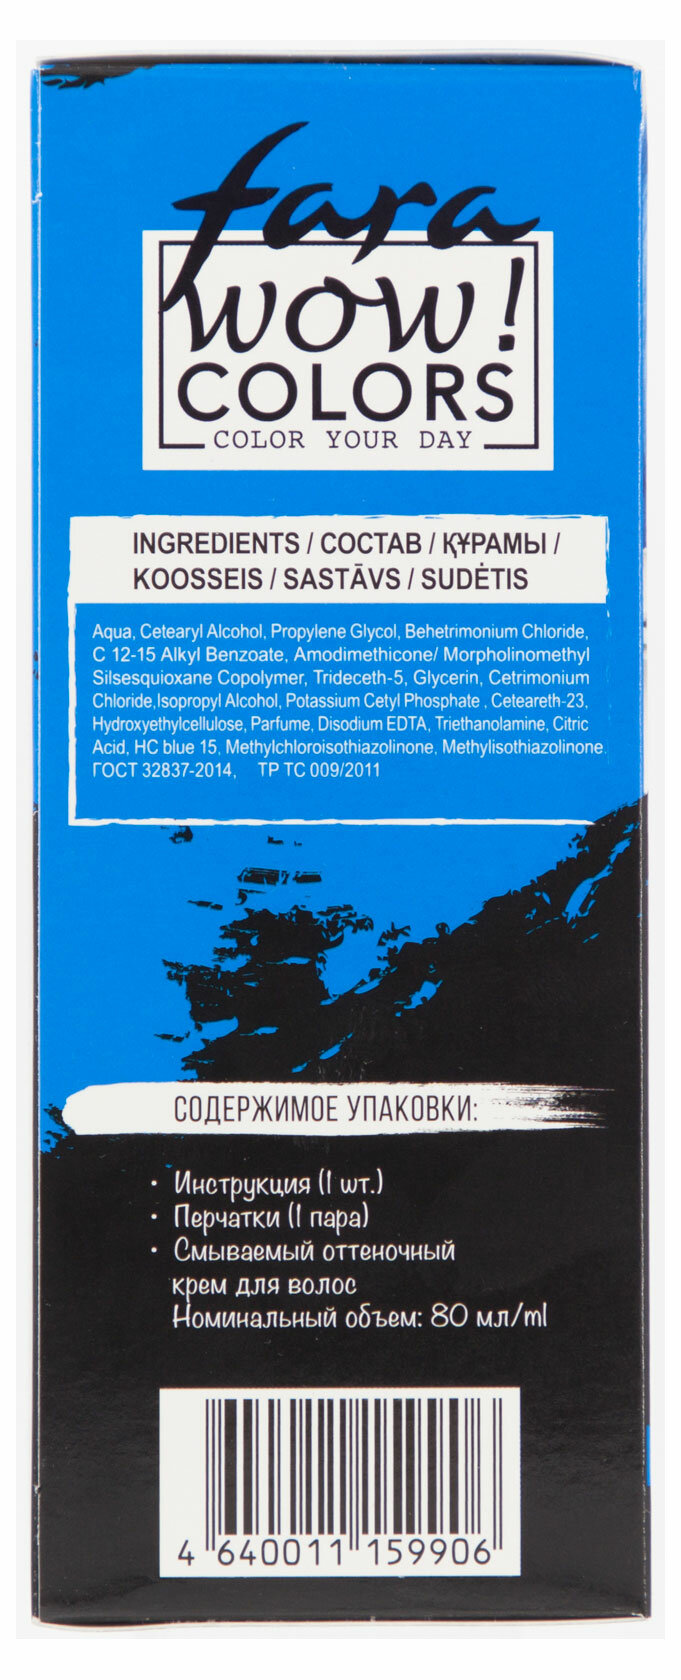 fara
wow!
COLORS
COLOR YOUR DAY
INGREDIENTS / СОСТАВ / ҚҰРАМЫ /
KOOSSEIS / SASTĀVS / SUDĖTIS
Aqua, Cetearyl Alcohol, Propylene Glycol, Behetrimonium Chloride,
C 12-15 Alkyl Benzoate, Amodimethicone/ Morpholinomethyl
Silsesquioxane Copolymer, Trideceth-5, Glycerin, Cetrimonium
Chloride,Isopropyl Alcohol, Potassium Cetyl Phosphate , Ceteareth-23,
Hydroxyethylcellulose, Parfume, Disodium EDTA, Triethanolamine, Citric
Acid, HC blue 15, Methylchloroisothiazolinone, Methylisothiazolinone.
ГОСТ 32837-2014, ТР ТС 009/2011
СОДЕРЖИМОЕ УПАКОВКИ:
• Инструкция (1 шт.)
• Перчатки (1 пара)
• Смываемый оттеночный
крем для волос
Номинальный объем: 80 мл/ml
4 640011 159906